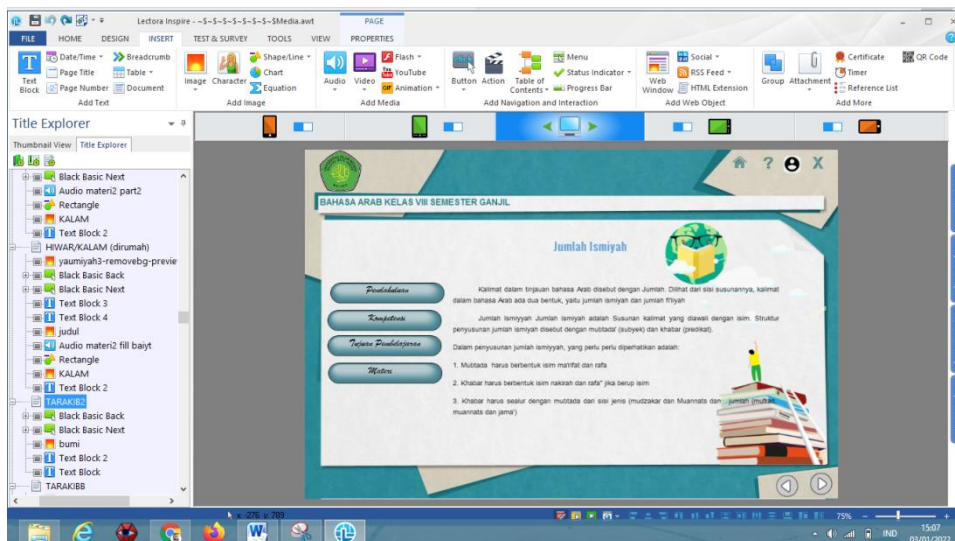 Lectora Inspire - ~$~$~$~$~$~$~$~$Media.awt
PAGE
FILE HOME DESIGN INSERT TEST & SURVEY TOOLS VIEW PROPERTIES
Text Block
Date/Time
Page Title
Page Number
Breadcrumb
Table
Document
Add Text
Image
Character
Shape/Line
Chart
Equation
Add Image
Audio
Video
Flash
YouTube
Animation
Add Media
Button
Action
Table of Contents
Menu
Status Indicator
Progress Bar
Add Navigation and Interaction
Web Window
Social
RSS Feed
HTML Extension
Add Web Object
Group
Attachment
Certificate
Timer
Reference List
QR Code
Add More
Title Explorer
Thumbnail View Title Explorer
Black Basic Next
Audio materi2 part2
Rectangle
KALAM
Text Block 2
HIWAR/KALAM (dirumah)
yaumiyah3-removebg-previe
Black Basic Back
Black Basic Next
Text Block 3
Text Block 4
judul
Audio materi2 fill baiyt
Rectangle
KALAM
Text Block 2
TARAKIB2
Black Basic Back
Black Basic Next
bumi
Text Block 2
Text Block
TARAKIBB
BAHASA ARAB KELAS VIII SEMESTER GANJIL
Jumlah Ismiyah
Pendahuluan
Kompetensi
Tujuan Pembelajaran
Materi
Kalimat dalam tinjauan bahasa Arab disebut dengan Jumlah. Dilihat dari sisi susunannya, kalimat
dalam bahasa Arab ada dua bentuk, yaitu jumlah ismiyah dan jumlah fi'liyah
Jumlah Ismiyyah Jumlah Ismiyah adalah Susunan kalimat yang diawali dengan isim. Struktur
penyusunan jumlah ismiyah disebut dengan mubtada' (subyek) dan khabar (predikat).
Dalam penyusunan jumlah ismiyyah, yang perlu perlu diperhatikan adalah:
1. Mubtada harus berbentuk isim ma'rifat dan rafa
2. Khabar harus berbentuk isim nakirah dan rafa" jika berup isim
3. Khabar harus sesuar dengan mubtada dari sisi jenis (mudzakar dan Muannats dan jumlah (mufrad,
muannats dan jama')
x: -276 y: 709
75%
IND
15:07
03/01/2022